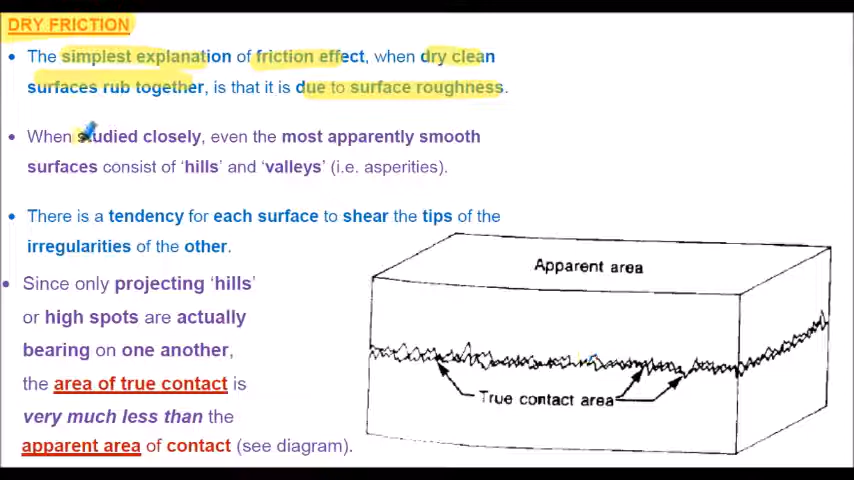 DRY FRICTION
• The simplest explanation of friction effect, when dry clean
surfaces rub together, is that it is due to surface roughness.
• When studied closely, even the most apparently smooth
surfaces consist of ‘hills’ and ‘valleys’ (i.e. asperities).
• There is a tendency for each surface to shear the tips of the
irregularities of the other.
• Since only projecting ‘hills’
or high spots are actually
bearing on one another,
the area of true contact is
very much less than the
apparent area of contact (see diagram).
Apparent area
True contact area